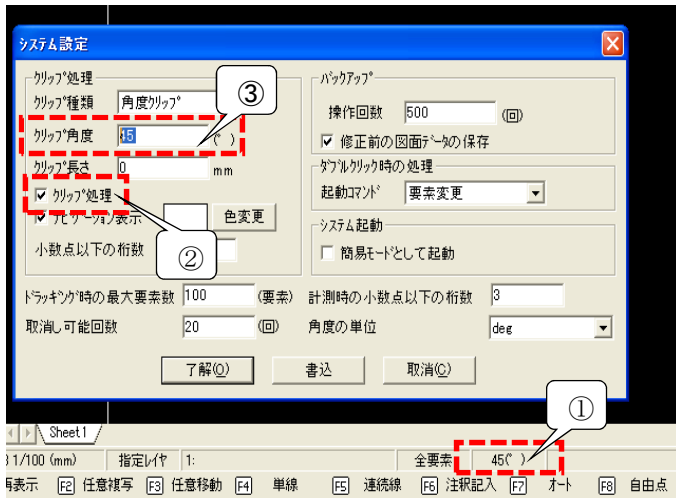 システム設定
クリップ処理
クリップ種類 角度クリップ
③
クリップ角度 45 (°)
クリップ長さ 0 mm
クリップ処理
ナビゲーション表示 色変更
小数点以下の桁数
②
バックアップ
操作回数 500 (回)
修正前の図面データの保存
ダブルクリック時の処理
起動コマンド 要素変更
システム起動
簡易モードとして起動
ドラッキング時の最大要素数 100 (要素)
計測時の小数点以下の桁数 3
取消し可能回数 20 (回)
角度の単位 deg
了解(O) 書込 取消(C)
①
Sheet1
1/100 (mm) 指定レイヤ 1: 全要素 45(°)
再表示 F2 任意複写 F3 任意移動 F4 単線 F5 連続線 F6 注釈記入 F7 オート F8 自由点